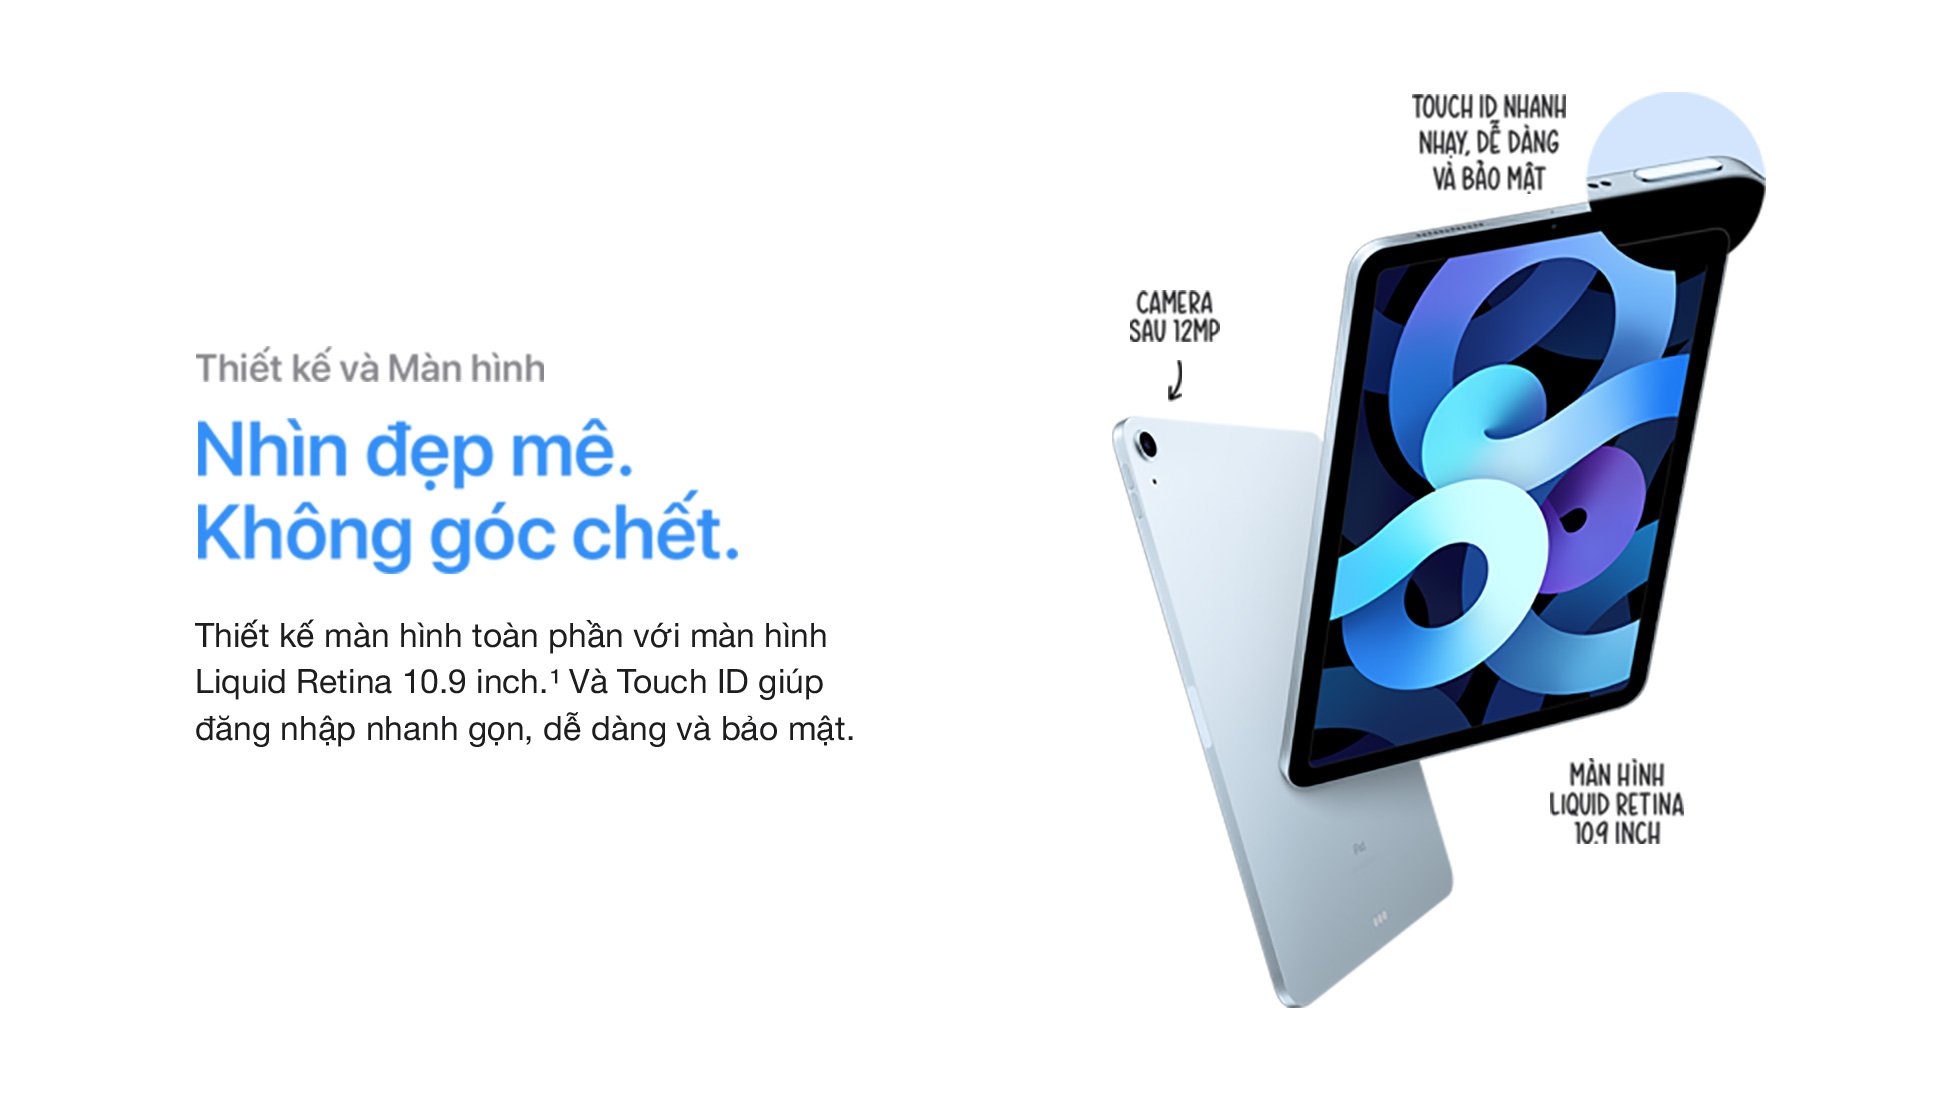 Thiết kế và Màn hình
Nhìn đẹp mê.
Không góc chết.
Thiết kế màn hình toàn phần với màn hình
Liquid Retina 10.9 inch.¹ Và Touch ID giúp
đăng nhập nhanh gọn, dễ dàng và bảo mật.
TOUCH ID NHANH
NHẠY, DỄ DÀNG
VÀ BẢO MẬT
CAMERA
SAU 12MP
MÀN HÌNH
LIQUID RETINA
10.9 INCH
iPad